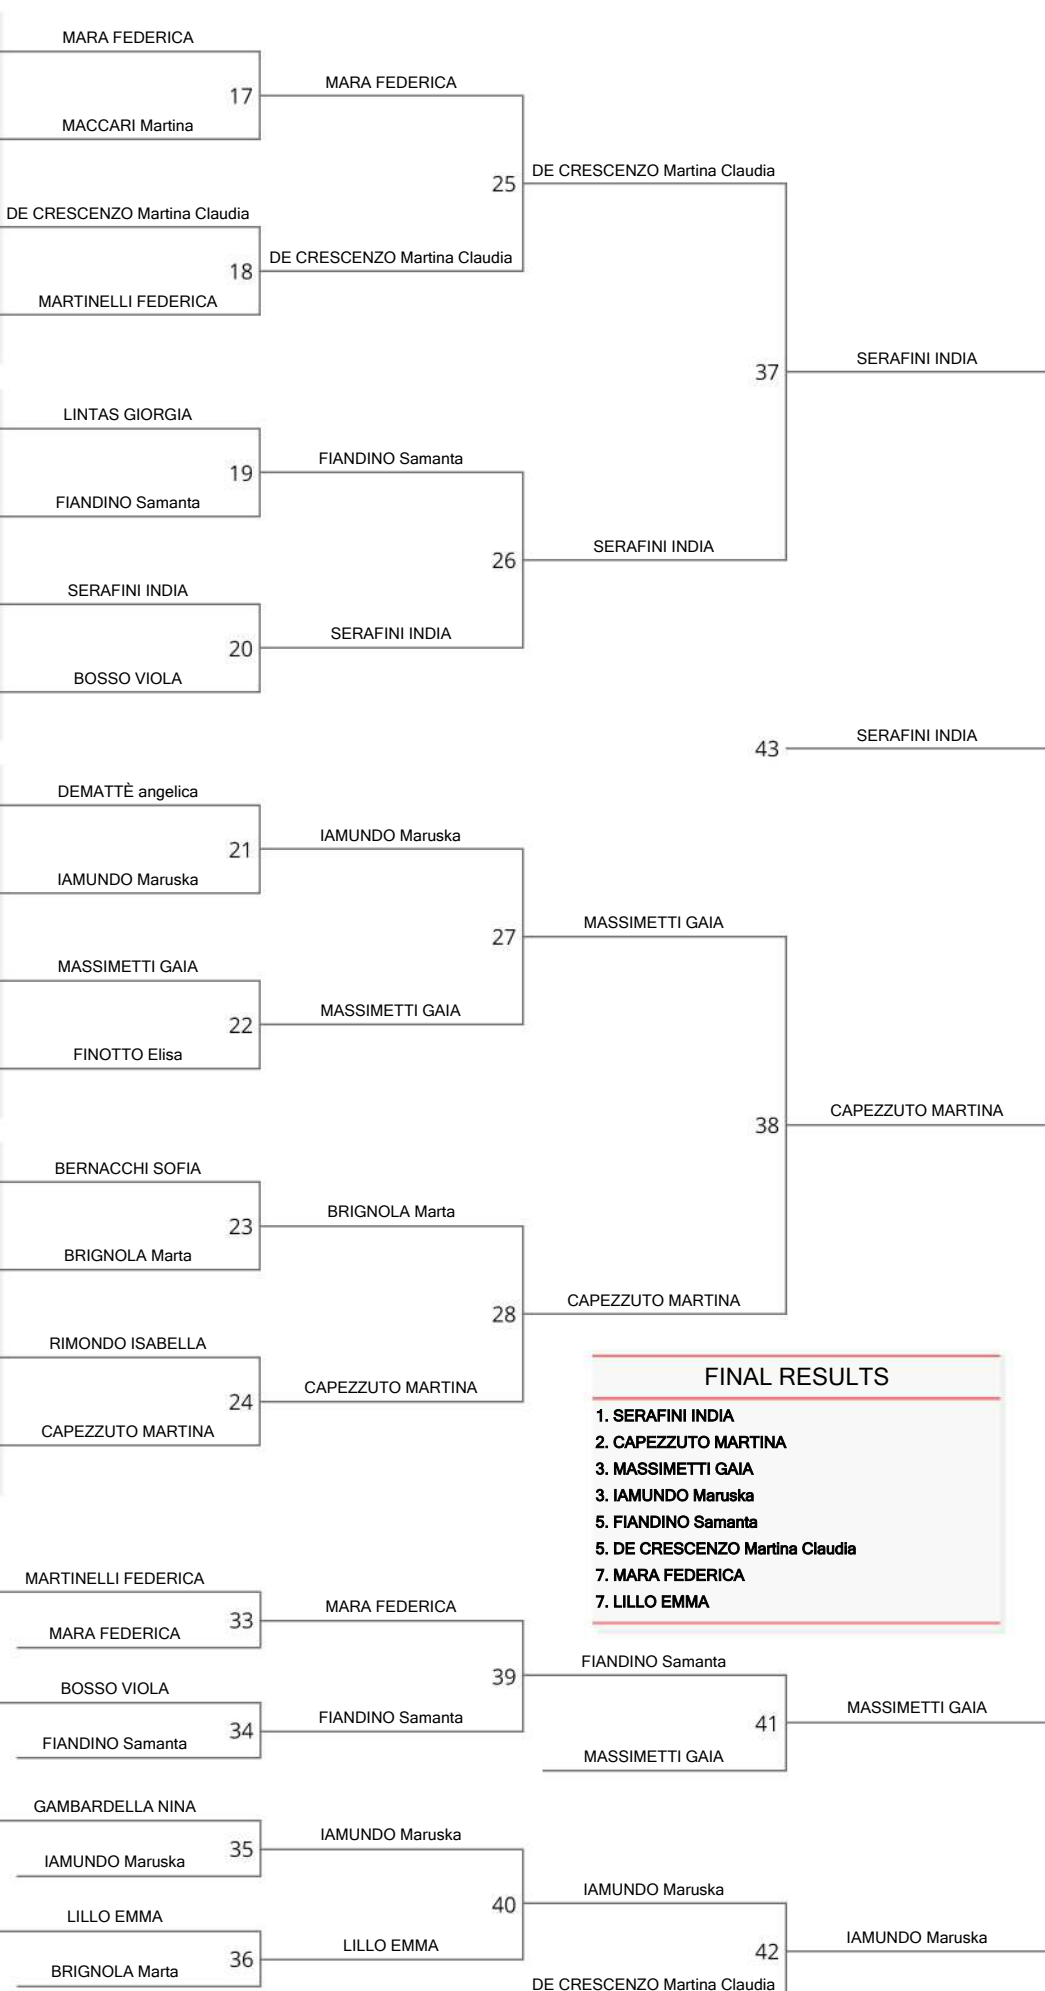 MARA FEDERICA
17
MARA FEDERICA
MACCARI Martina
25
DE CRESCENZO Martina Claudia
DE CRESCENZO Martina Claudia
18
DE CRESCENZO Martina Claudia
MARTINELLI FEDERICA
37
SERAFINI INDIA
LINTAS GIORGIA
19
FIANDINO Samanta
FIANDINO Samanta
26
SERAFINI INDIA
SERAFINI INDIA
20
SERAFINI INDIA
BOSSO VIOLA
43
SERAFINI INDIA
DEMATTÈ angelica
21
IAMUNDO Maruska
IAMUNDO Maruska
27
MASSIMETTI GAIA
MASSIMETTI GAIA
22
MASSIMETTI GAIA
FINOTTO Elisa
38
CAPEZZUTO MARTINA
BERNACCHI SOFIA
23
BRIGNOLA Marta
BRIGNOLA Marta
28
CAPEZZUTO MARTINA
RIMONDO ISABELLA
24
CAPEZZUTO MARTINA
CAPEZZUTO MARTINA
FINAL RESULTS
1. SERAFINI INDIA
2. CAPEZZUTO MARTINA
3. MASSIMETTI GAIA
3. IAMUNDO Maruska
5. FIANDINO Samanta
5. DE CRESCENZO Martina Claudia
7. MARA FEDERICA
7. LILLO EMMA
MARTINELLI FEDERICA
33
MARA FEDERICA
MARA FEDERICA
39
FIANDINO Samanta
BOSSO VIOLA
34
FIANDINO Samanta
FIANDINO Samanta
41
MASSIMETTI GAIA
MASSIMETTI GAIA
GAMBARDELLA NINA
35
IAMUNDO Maruska
IAMUNDO Maruska
40
IAMUNDO Maruska
LILLO EMMA
36
LILLO EMMA
BRIGNOLA Marta
42
IAMUNDO Maruska
DE CRESCENZO Martina Claudia